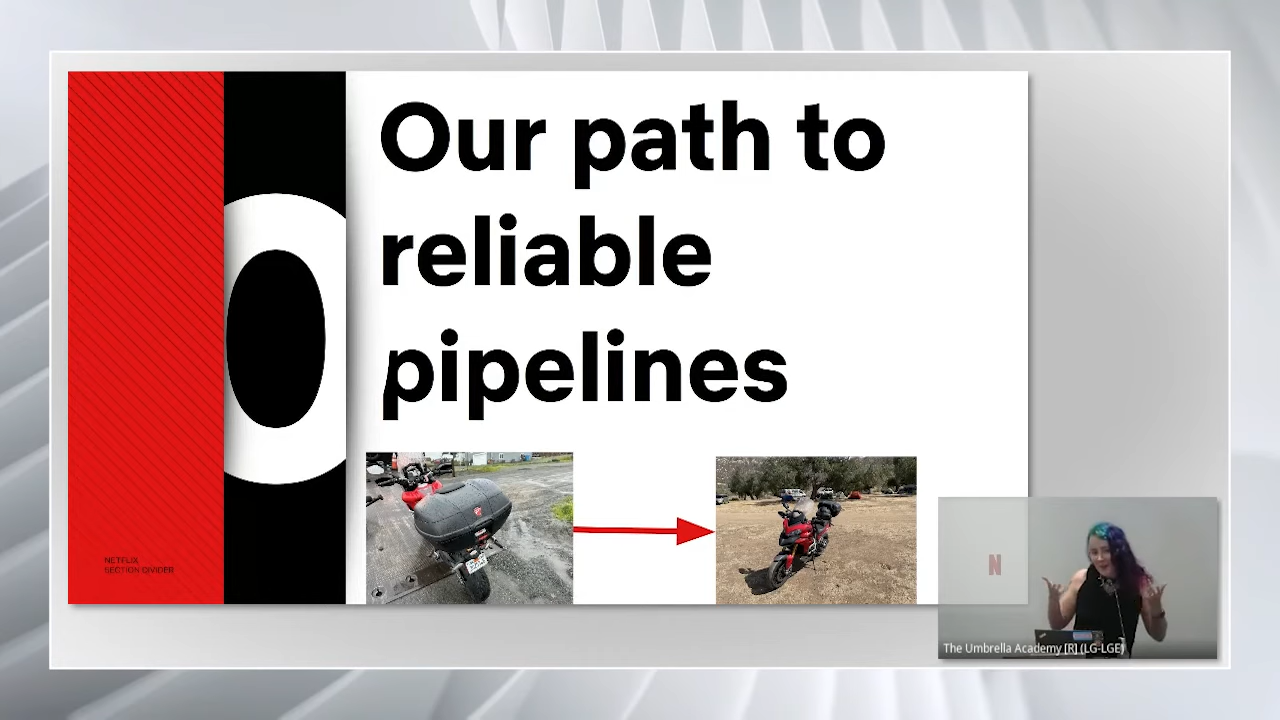 Our path to
reliable
pipelines
NETFLIX
SECTION DIVIDER
N
The Umbrella Academy [R] (LG-LGE)